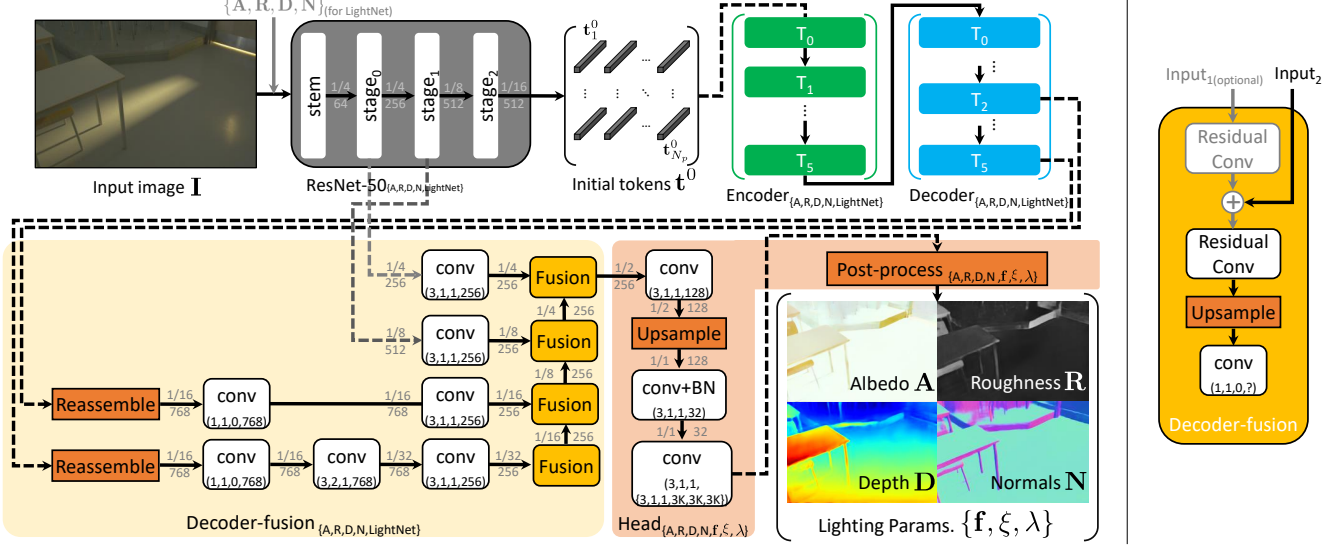 {A, R, D, N}(for LightNet)
stem
1/4
64
stage0
1/4
256
stage1
1/8
512
stage2
1/16
512
Input image I
ResNet-50{A,R,D,N,LightNet}
t^0_1
...
...
t^0_{N_p}
Initial tokens t^0
T0
T1
...
T5
Encoder{A,R,D,N,LightNet}
T0
...
T2
...
T5
Decoder{A,R,D,N,LightNet}
1/4
256
conv
(3,1,1,256)
1/4
256
Fusion
1/4 256
1/8
512
conv
(3,1,1,256)
1/8
256
Fusion
1/8 256
Reassemble
1/16
768
conv
(1,1,0,768)
1/16
768
conv
(3,1,1,256)
1/16
256
Fusion
1/16 256
Reassemble
1/16
768
conv
(1,1,0,768)
1/16
768
conv
(3,2,1,768)
1/32
768
conv
(3,1,1,256)
1/32
256
Fusion
Decoder-fusion{A,R,D,N,LightNet}
1/2
256
conv
(3,1,1,128)
1/2 128
Upsample
1/1 128
conv+BN
(3,1,1,32)
1/1 32
conv
(3,1,1,
{3,1,1,3K,3K,3K})
Head{A,R,D,N,f,ξ,λ}
Post-process {A,R,D,N,f,ξ,λ}
Albedo A
Roughness R
Depth D
Normals N
Lighting Params. {f, ξ, λ}
Input1(optional)
Input2
Residual
Conv
+
Residual
Conv
Upsample
conv
(1,1,0,?)
Decoder-fusion